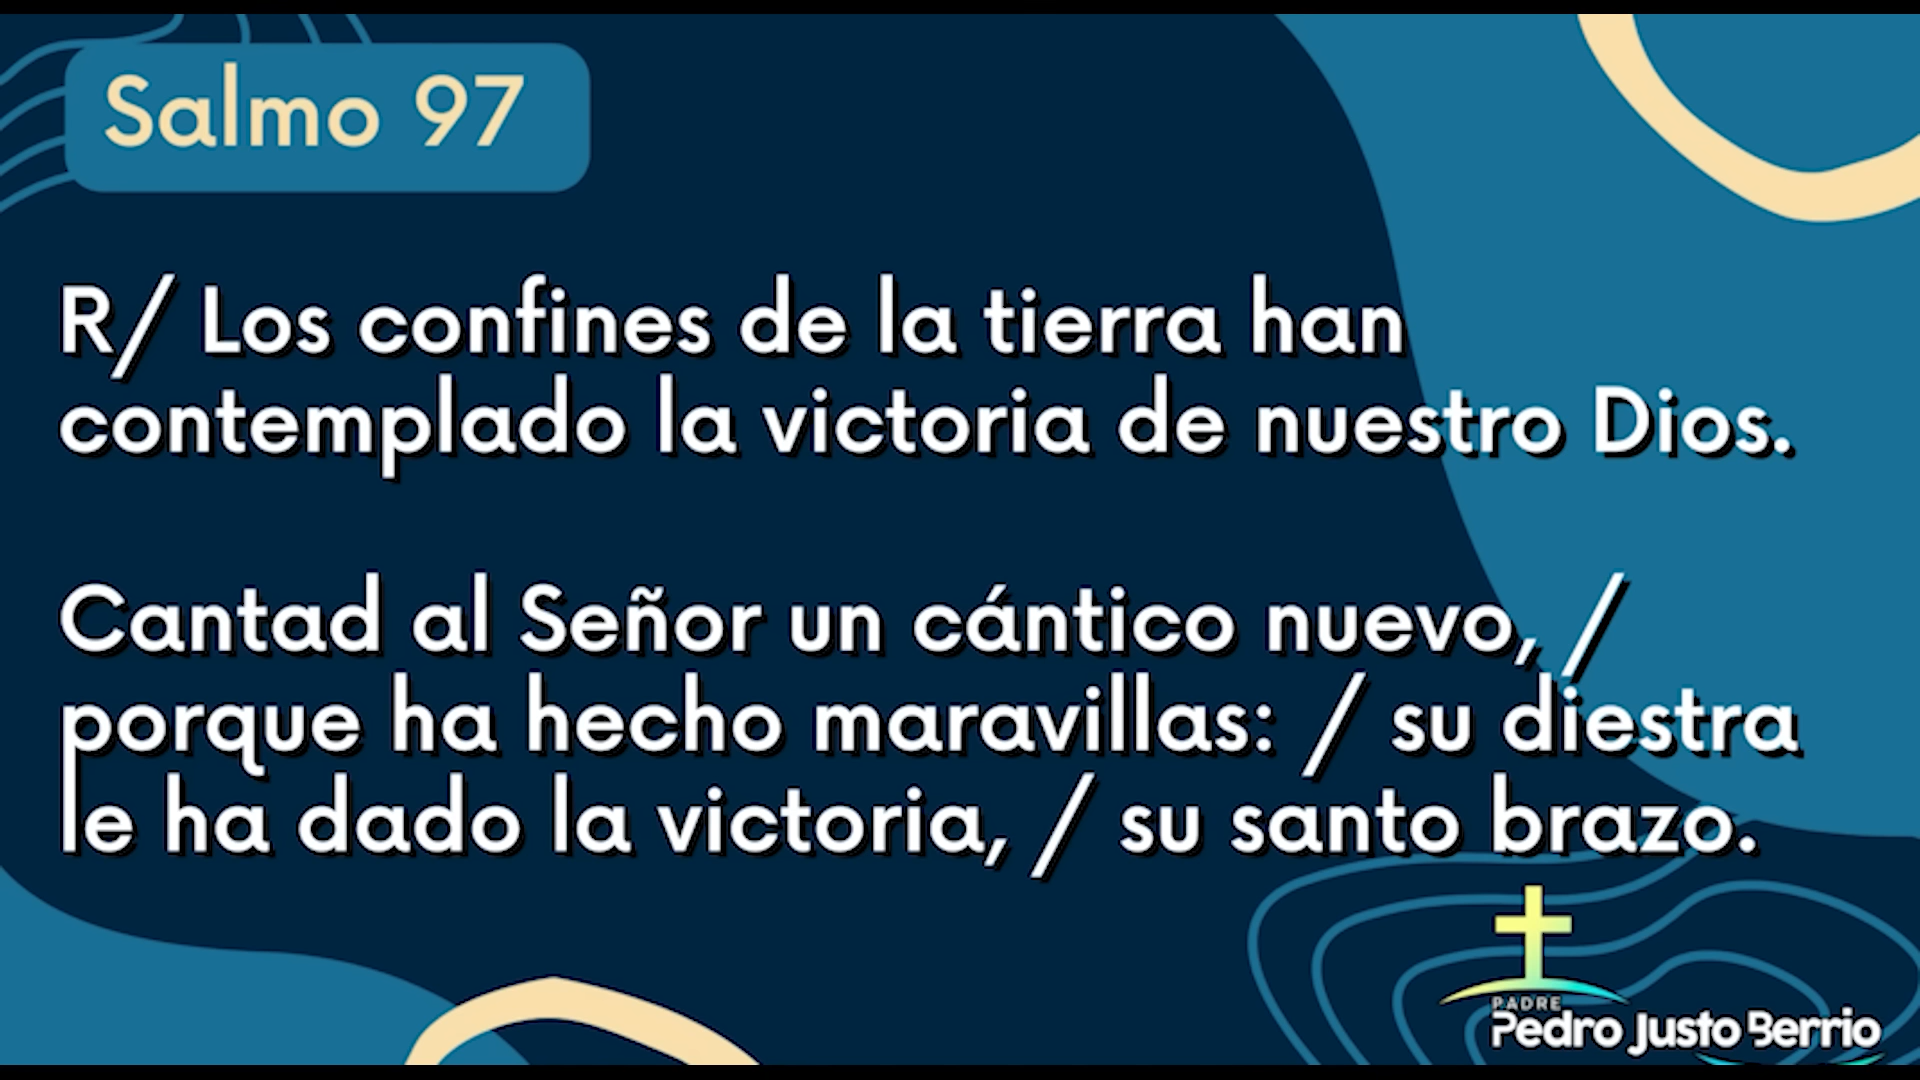 Salmo 97
R/ Los confines de la tierra han
contemplado la victoria de nuestro Dios.
Cantad al Señor un cántico nuevo, /
porque ha hecho maravillas: / su diestra
le ha dado la victoria, / su santo brazo.
PADRE
Pedro Justo Berrio